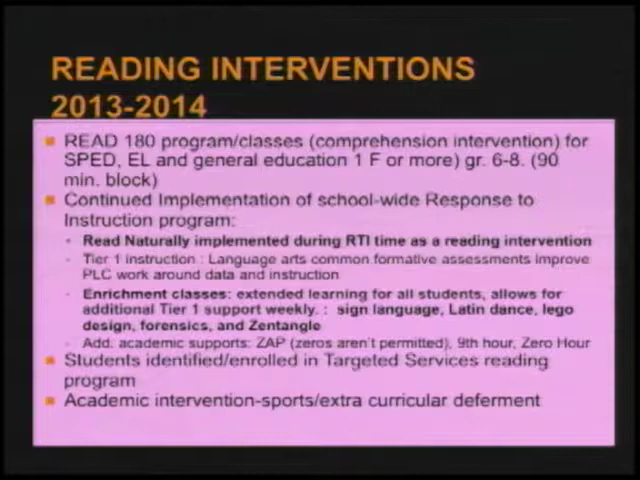 READING INTERVENTIONS
2013-2014
READ 180 program/classes (comprehension intervention) for
SPED, EL and general education 1 F or more) gr. 6-8. (90
min. block)
Continued Implementation of school-wide Response to
Instruction program:
Read Naturally implemented during RTI time as a reading intervention
Tier 1 instruction : Language arts common formative assessments improve
PLC work around data and instruction
Enrichment classes: extended learning for all students, allows for
additional Tier 1 support weekly. : sign language, Latin dance, lego
design, forensics, and Zentangle
Add. academic supports: ZAP (zeros aren't permitted), 9th hour, Zero Hour
Students identified/enrolled in Targeted Services reading
program
Academic intervention-sports/extra curricular deferment